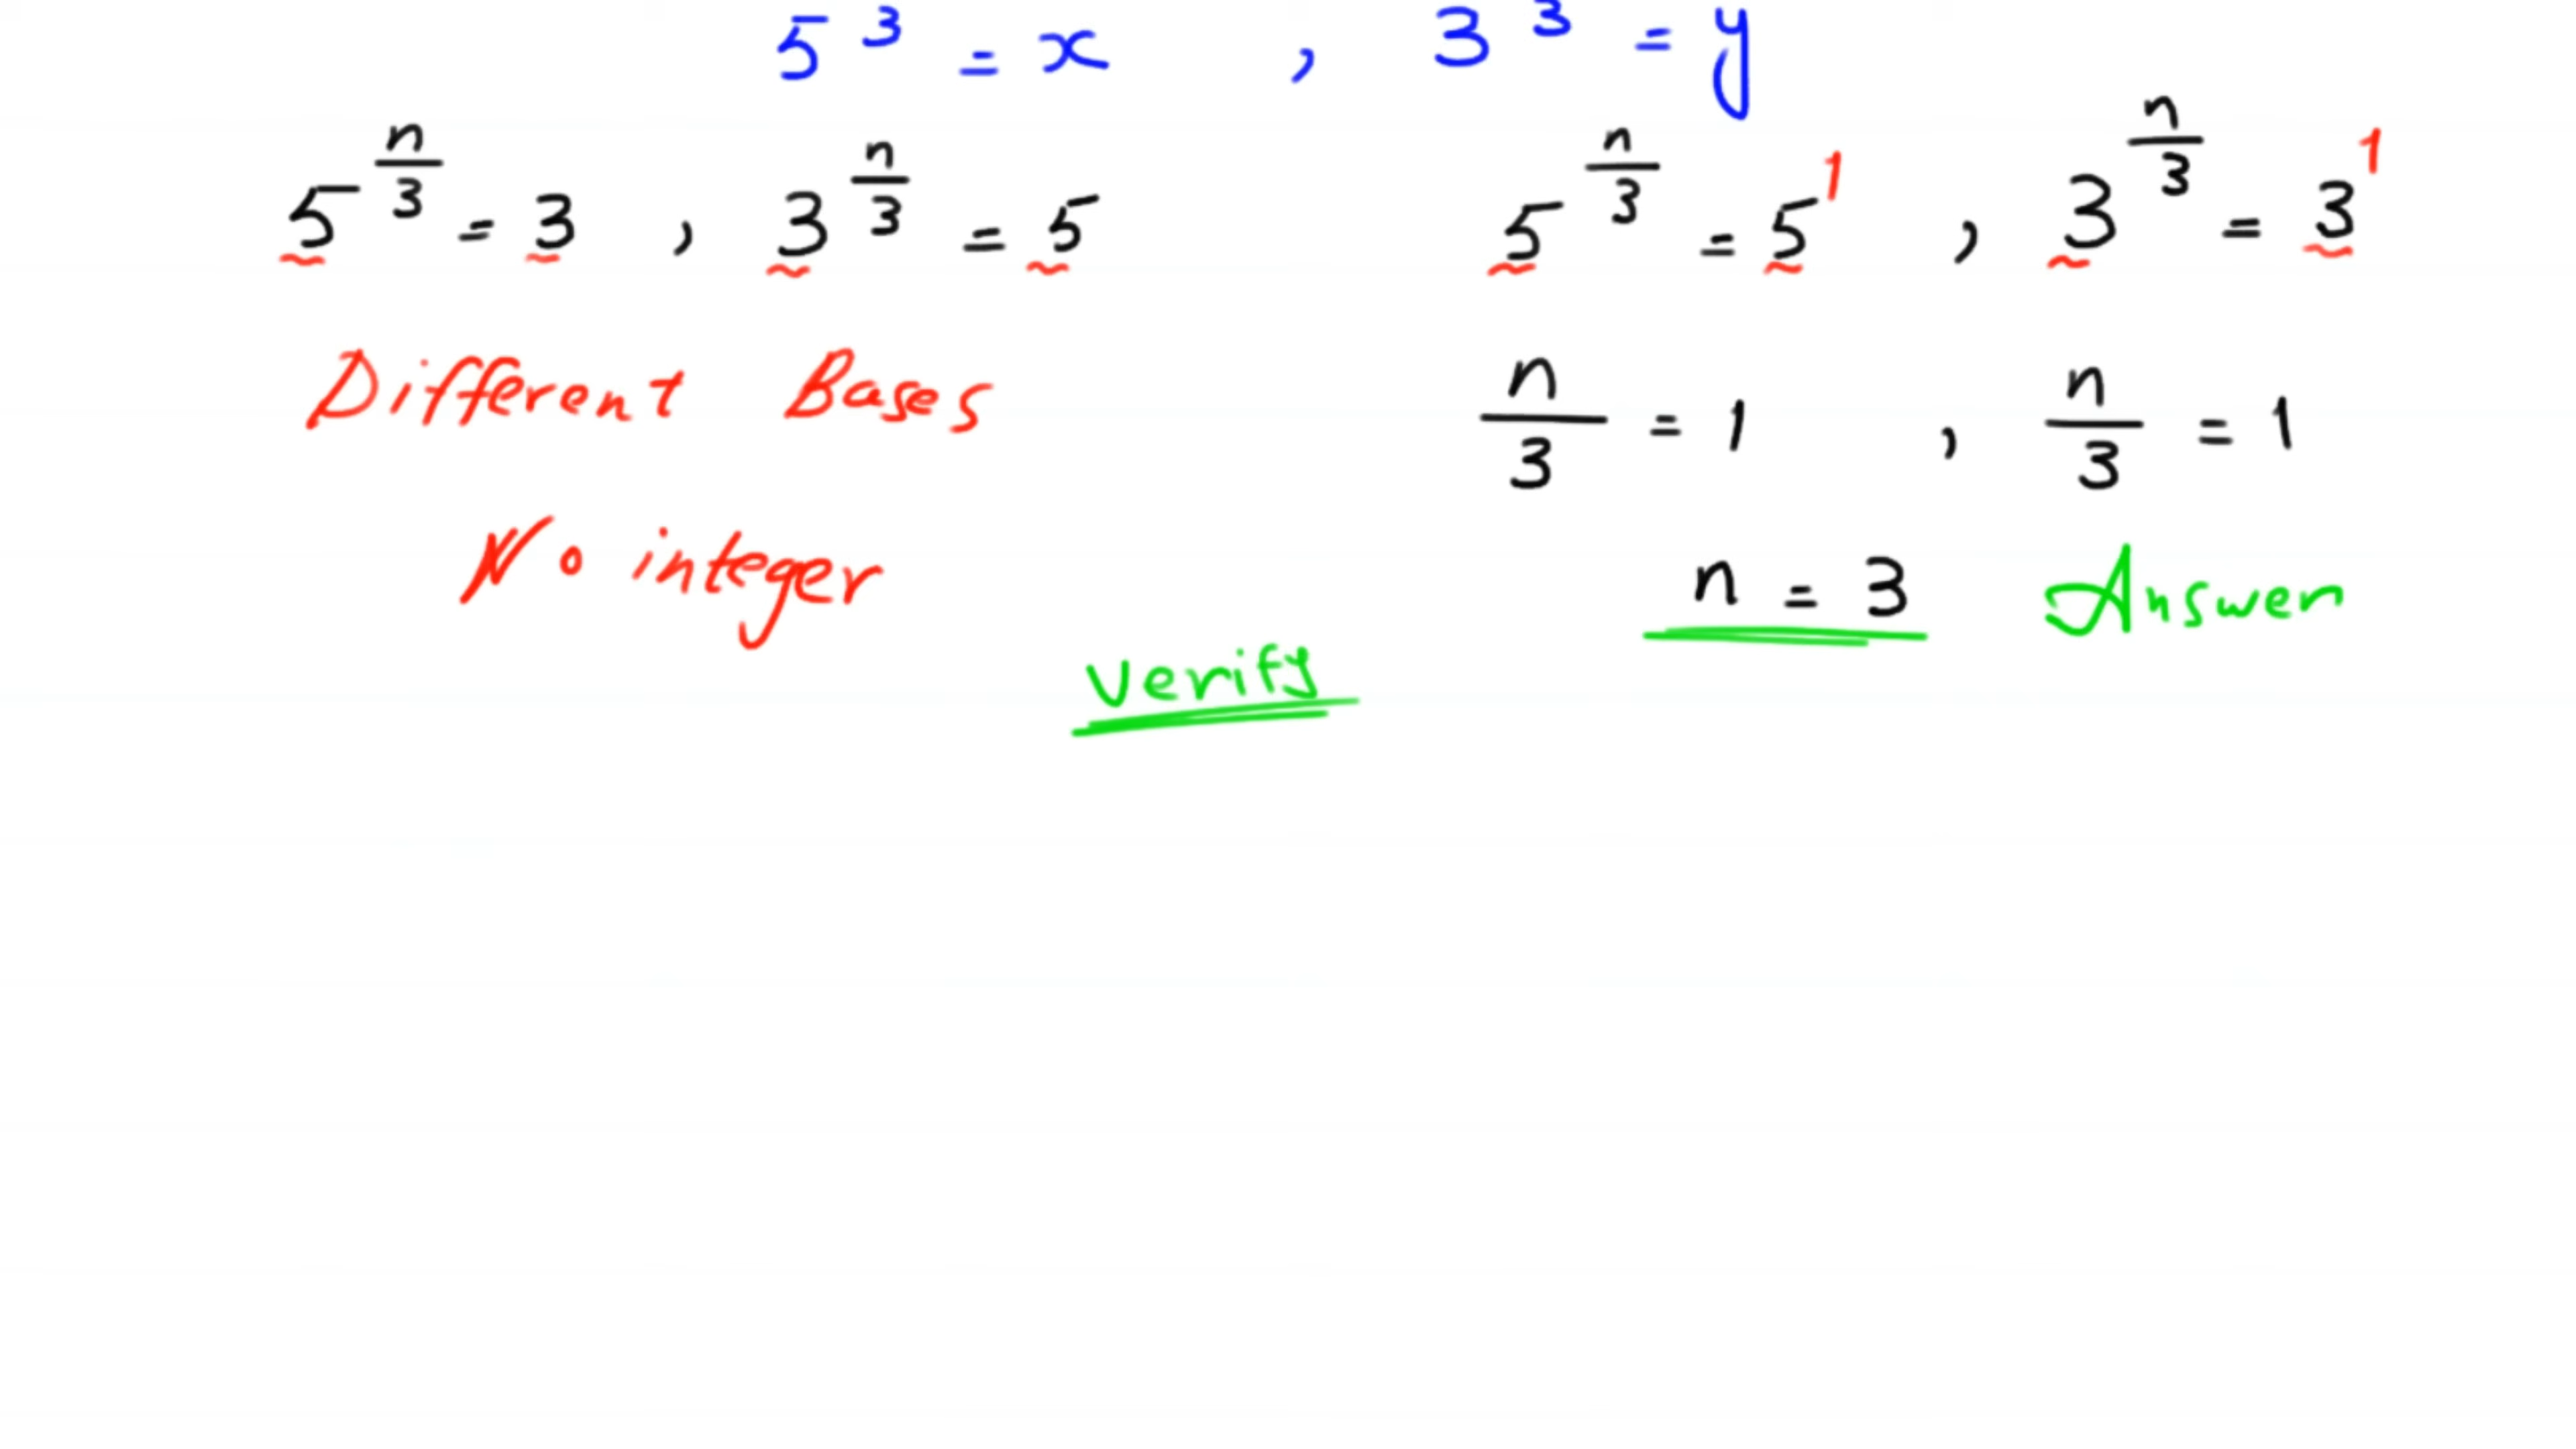 5^3 = x , 3^3 = y
5^(n/3) = 3 , 3^(n/3) = 5 5^(n/3) = 5^1 , 3^(n/3) = 3^1
Different Bases n/3 = 1 , n/3 = 1
No integer n = 3 Answer
verify